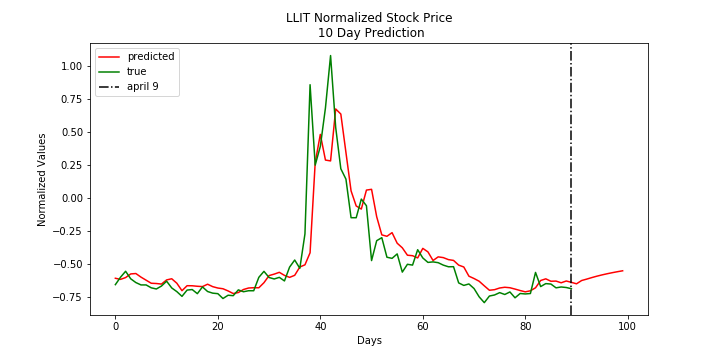 LLIT Normalized Stock Price
10 Day Prediction
predicted
true
april 9
Normalized Values
1.00
0.75
0.50
0.25
0.00
−0.25
−0.50
−0.75
0 20 40 60 80 100
Days